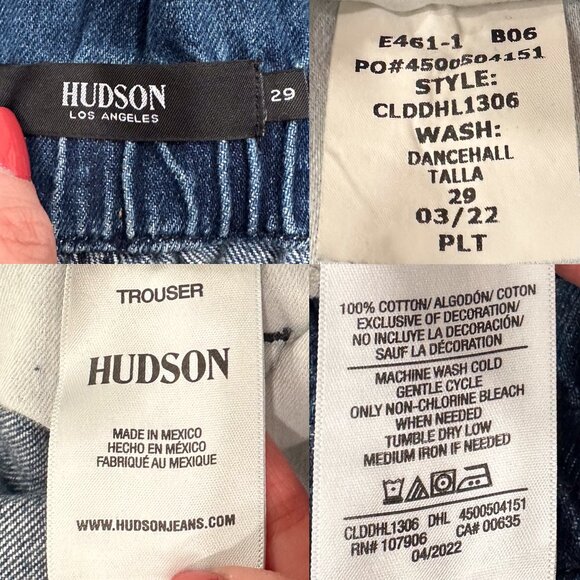 HUDSON
LOS ANGELES
29
E461-1 B06
PO#4500504151
STYLE:
CLDDHL1306
WASH:
DANCEHALL
TALLA
29
03/22
PLT
TROUSER
HUDSON
MADE IN MEXICO
HECHO EN MÉXICO
FABRIQUÉ AU MEXIQUE
WWW.HUDSONJEANS.COM
100% COTTON/ ALGODÓN/ COTON
EXCLUSIVE OF DECORATION/
NO INCLUYE LA DECORACIÓN/
SAUF LA DÉCORATION
MACHINE WASH COLD
GENTLE CYCLE
ONLY NON-CHLORINE BLEACH
WHEN NEEDED
TUMBLE DRY LOW
MEDIUM IRON IF NEEDED
CLDDHL1306 DHL 4500504151
RN# 107906 CA# 00635
04/2022